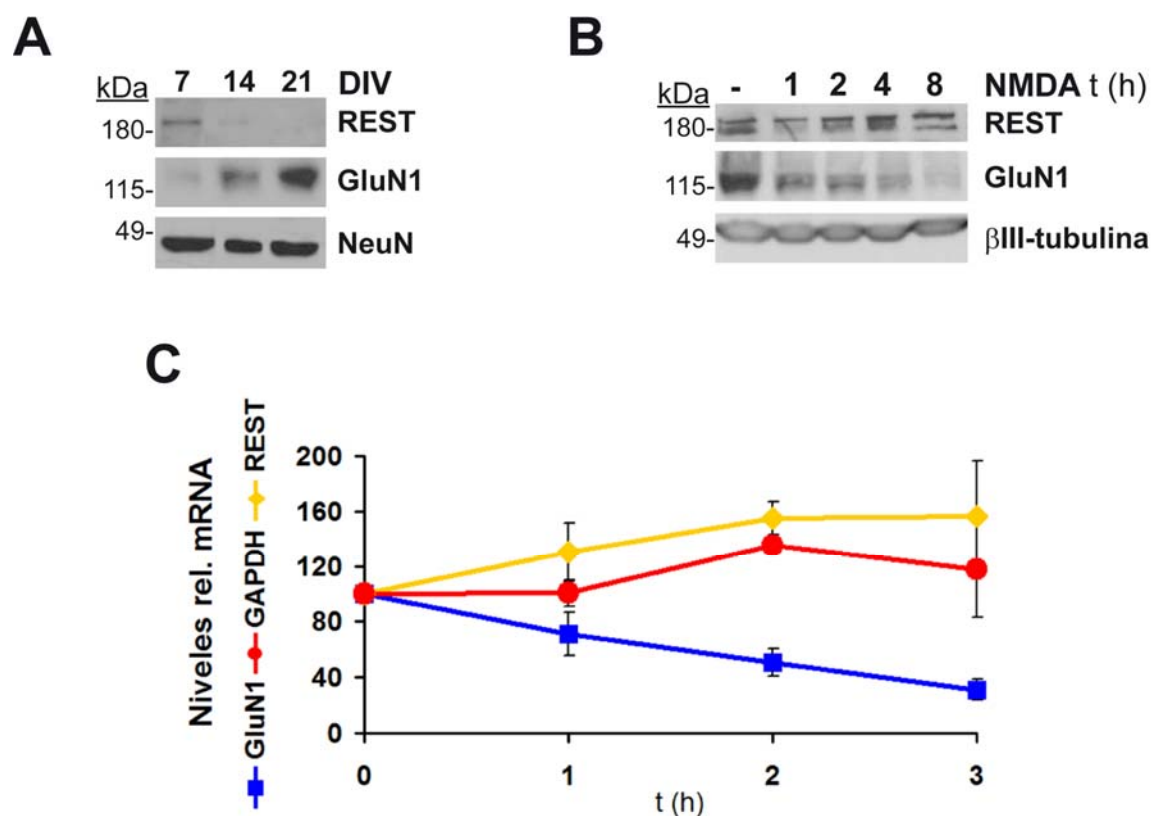 A
kDa 7 14 21 DIV
180- REST
115- GluN1
49- NeuN
B
kDa - 1 2 4 8 NMDA t (h)
180- REST
115- GluN1
49- βIII-tubulina
C
Niveles rel. mRNA
GluN1 GAPDH REST
200
160
120
80
40
0
0 1 2 3
t (h)